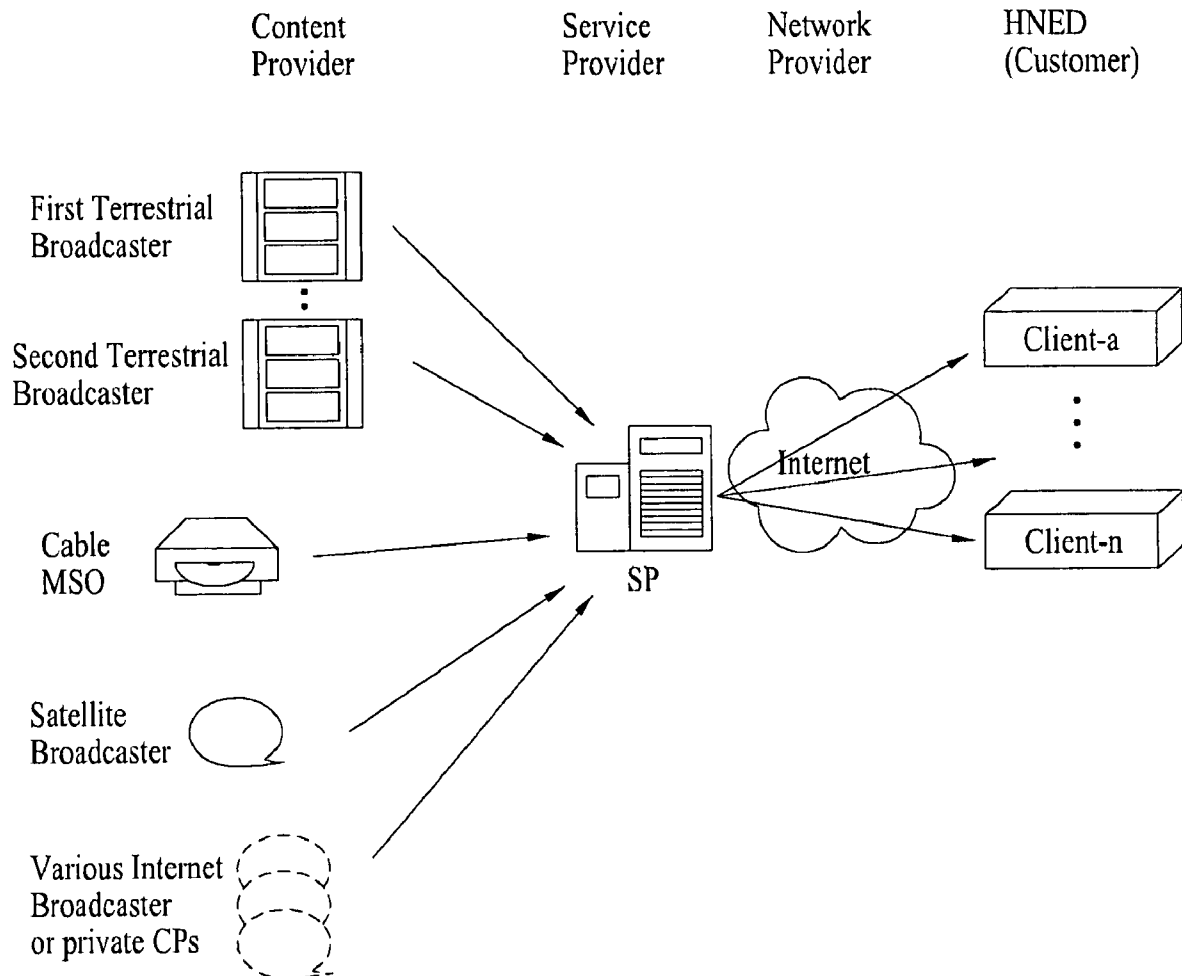 Content
Provider
Service
Provider
Network
Provider
HNED
(Customer)
First Terrestrial
Broadcaster
Second Terrestrial
Broadcaster
Client-a
Internet
Cable
MSO
SP
Client-n
Satellite
Broadcaster
Various Internet
Broadcaster
or private CPs